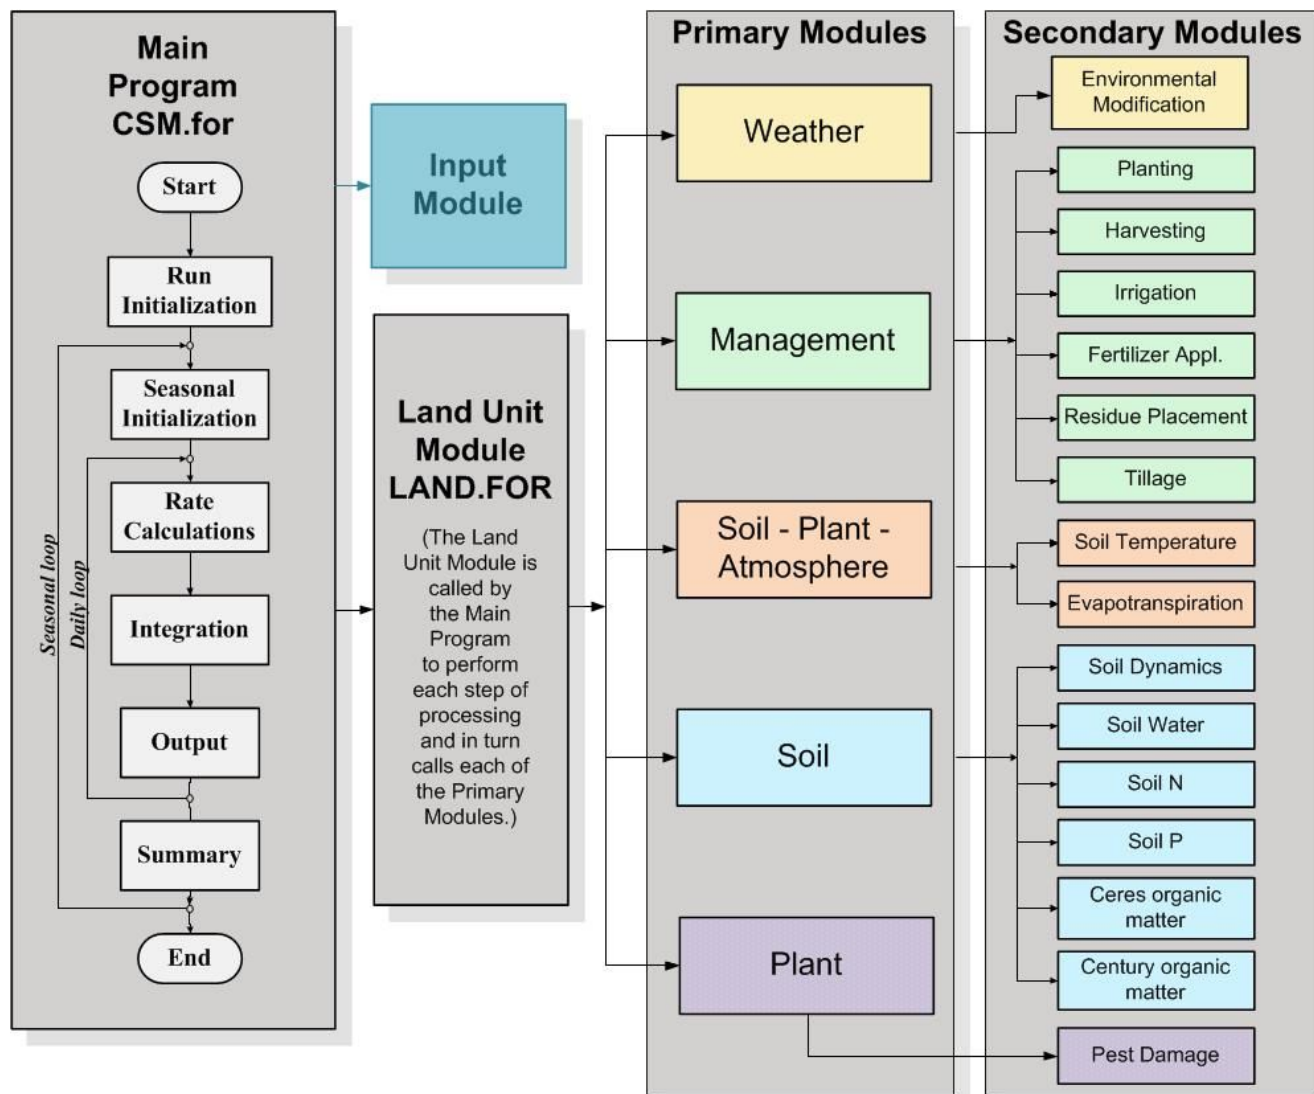 Main
Program
CSM.for
Start
Run
Initialization
Seasonal
Initialization
Rate
Calculations
Integration
Output
Summary
End
Seasonal loop
Daily loop
Input
Module
Land Unit
Module
LAND.FOR
(The Land
Unit Module is
called by
the Main
Program
to perform
each step of
processing
and in turn
calls each of
the Primary
Modules.)
Primary Modules
Weather
Management
Soil - Plant -
Atmosphere
Soil
Plant
Secondary Modules
Environmental
Modification
Planting
Harvesting
Irrigation
Fertilizer Appl.
Residue Placement
Tillage
Soil Temperature
Evapotranspiration
Soil Dynamics
Soil Water
Soil N
Soil P
Ceres organic
matter
Century organic
matter
Pest Damage